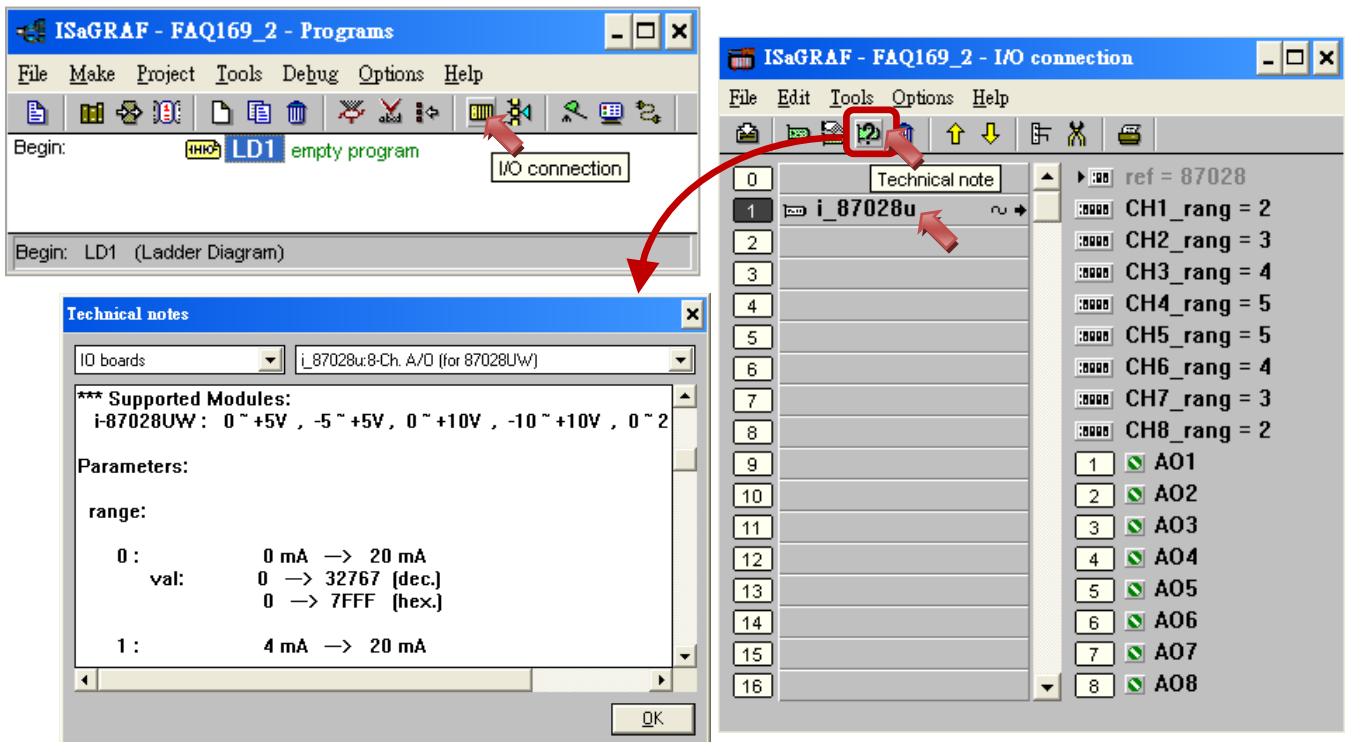 ISaGRAF - FAQ169_2 - Programs
File Make Project Tools Debug Options Help
Begin:
LD1 empty program
I/O connection
Begin: LD1 (Ladder Diagram)
Technical notes
IO boards
i_87028u:8-Ch. A/O (for 87028UW)
*** Supported Modules:
i-87028UW : 0 ~ +5V , -5 ~ +5V , 0 ~ +10V , -10 ~ +10V , 0 ~ 2
Parameters:
range:
0 : 0 mA —> 20 mA
val: 0 —> 32767 (dec.)
0 —> 7FFF (hex.)
1 : 4 mA —> 20 mA
OK
ISaGRAF - FAQ169_2 - I/O connection
File Edit Tools Options Help
Technical note
0
1 i_87028u
2
3
4
5
6
7
8
9
10
11
12
13
14
15
16
ref = 87028
CH1_rang = 2
CH2_rang = 3
CH3_rang = 4
CH4_rang = 5
CH5_rang = 5
CH6_rang = 4
CH7_rang = 3
CH8_rang = 2
1 AO1
2 AO2
3 AO3
4 AO4
5 AO5
6 AO6
7 AO7
8 AO8